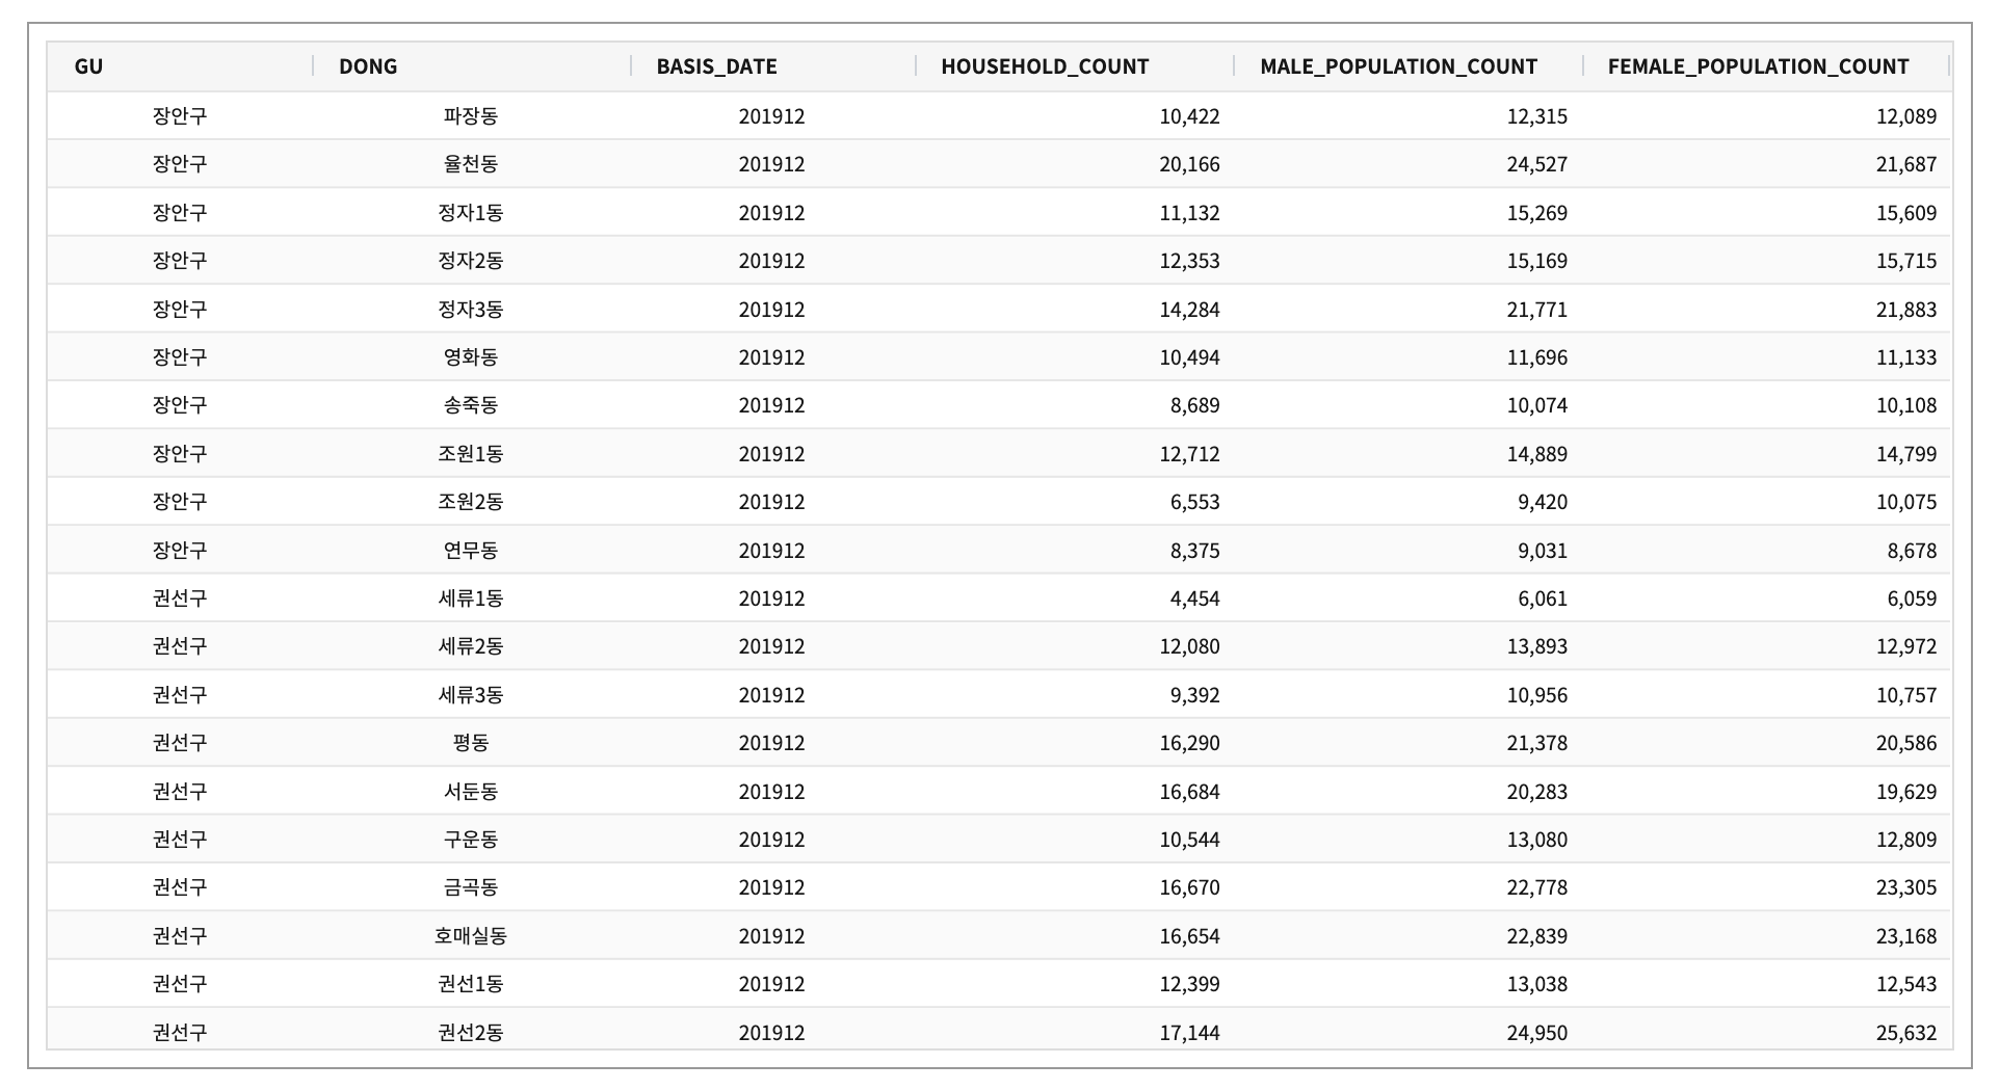 GU DONG BASIS_DATE HOUSEHOLD_COUNT MALE_POPULATION_COUNT FEMALE_POPULATION_COUNT
장안구 파장동 201912 10,422 12,315 12,089
장안구 율천동 201912 20,166 24,527 21,687
장안구 정자1동 201912 11,132 15,269 15,609
장안구 정자2동 201912 12,353 15,169 15,715
장안구 정자3동 201912 14,284 21,771 21,883
장안구 영화동 201912 10,494 11,696 11,133
장안구 송죽동 201912 8,689 10,074 10,108
장안구 조원1동 201912 12,712 14,889 14,799
장안구 조원2동 201912 6,553 9,420 10,075
장안구 연무동 201912 8,375 9,031 8,678
권선구 세류1동 201912 4,454 6,061 6,059
권선구 세류2동 201912 12,080 13,893 12,972
권선구 세류3동 201912 9,392 10,956 10,757
권선구 평동 201912 16,290 21,378 20,586
권선구 서둔동 201912 16,684 20,283 19,629
권선구 구운동 201912 10,544 13,080 12,809
권선구 금곡동 201912 16,670 22,778 23,305
권선구 호매실동 201912 16,654 22,839 23,168
권선구 권선1동 201912 12,399 13,038 12,543
권선구 권선2동 201912 17,144 24,950 25,632